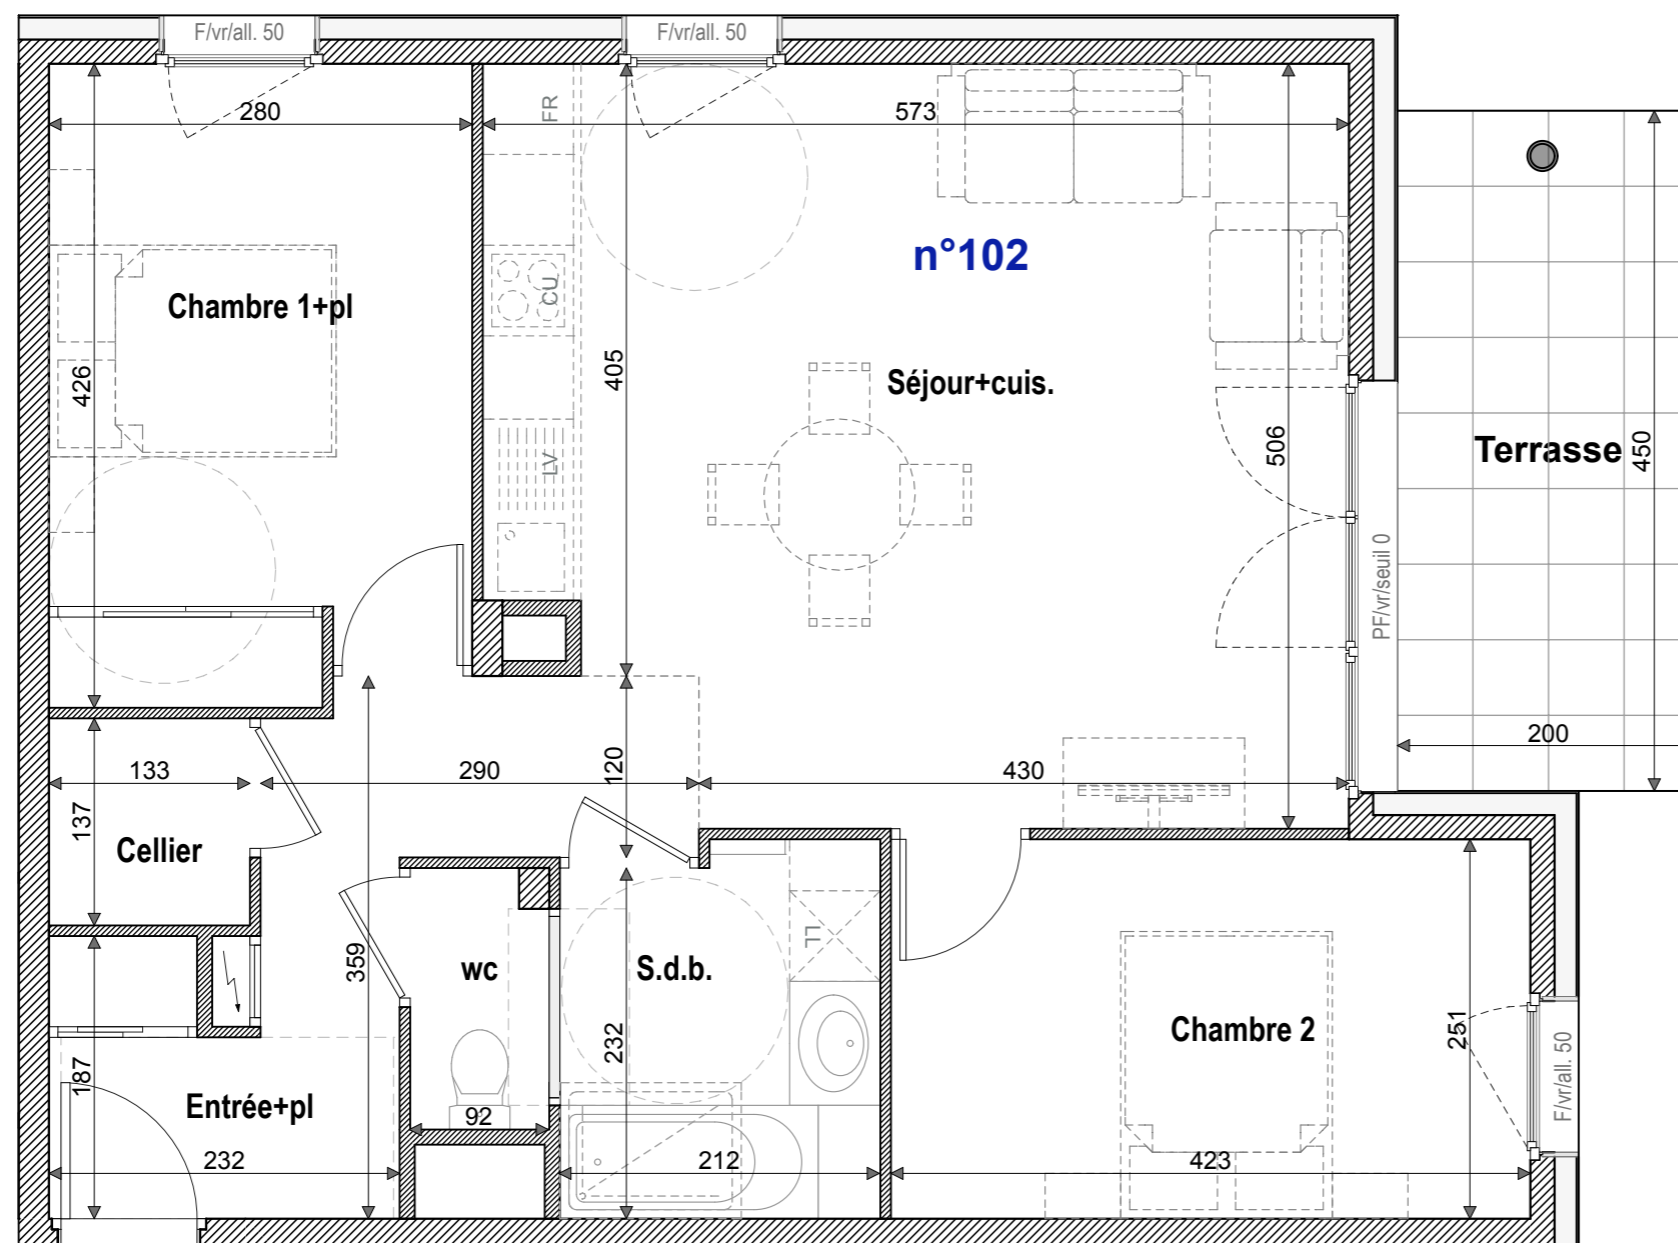 F/vr/all. 50
F/vr/all. 50
280
573
FR
n°102
CU
Chambre 1+pl
426
405
Séjour+cuis.
506
Terrasse
450
LV
PF/vr/seuil 0
200
133
290
120
430
137
Cellier
359
wc
S.d.b.
LL
232
Chambre 2
251
F/vr/all. 50
187
Entrée+pl
92
232
212
423